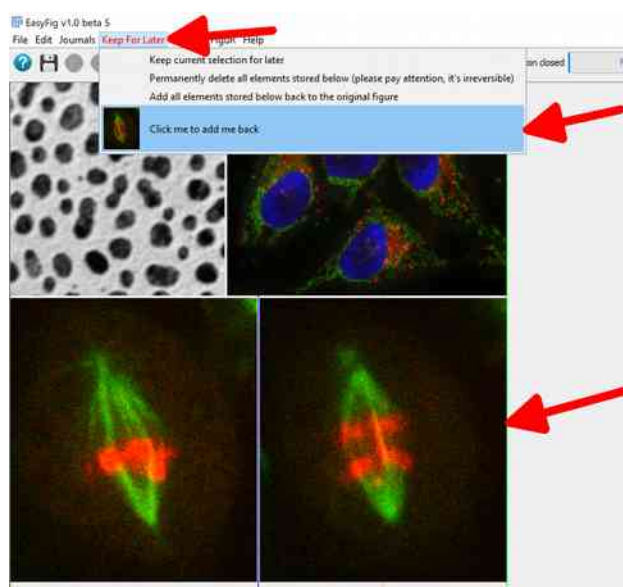 EasyFig v1.0 beta 5
File Edit Journals Keep For Later Help
on closed
Keep current selection for later
Permanently delete all elements stored below (please pay attention, it's irreversible)
Add all elements stored below back to the original figure
Click me to add me back